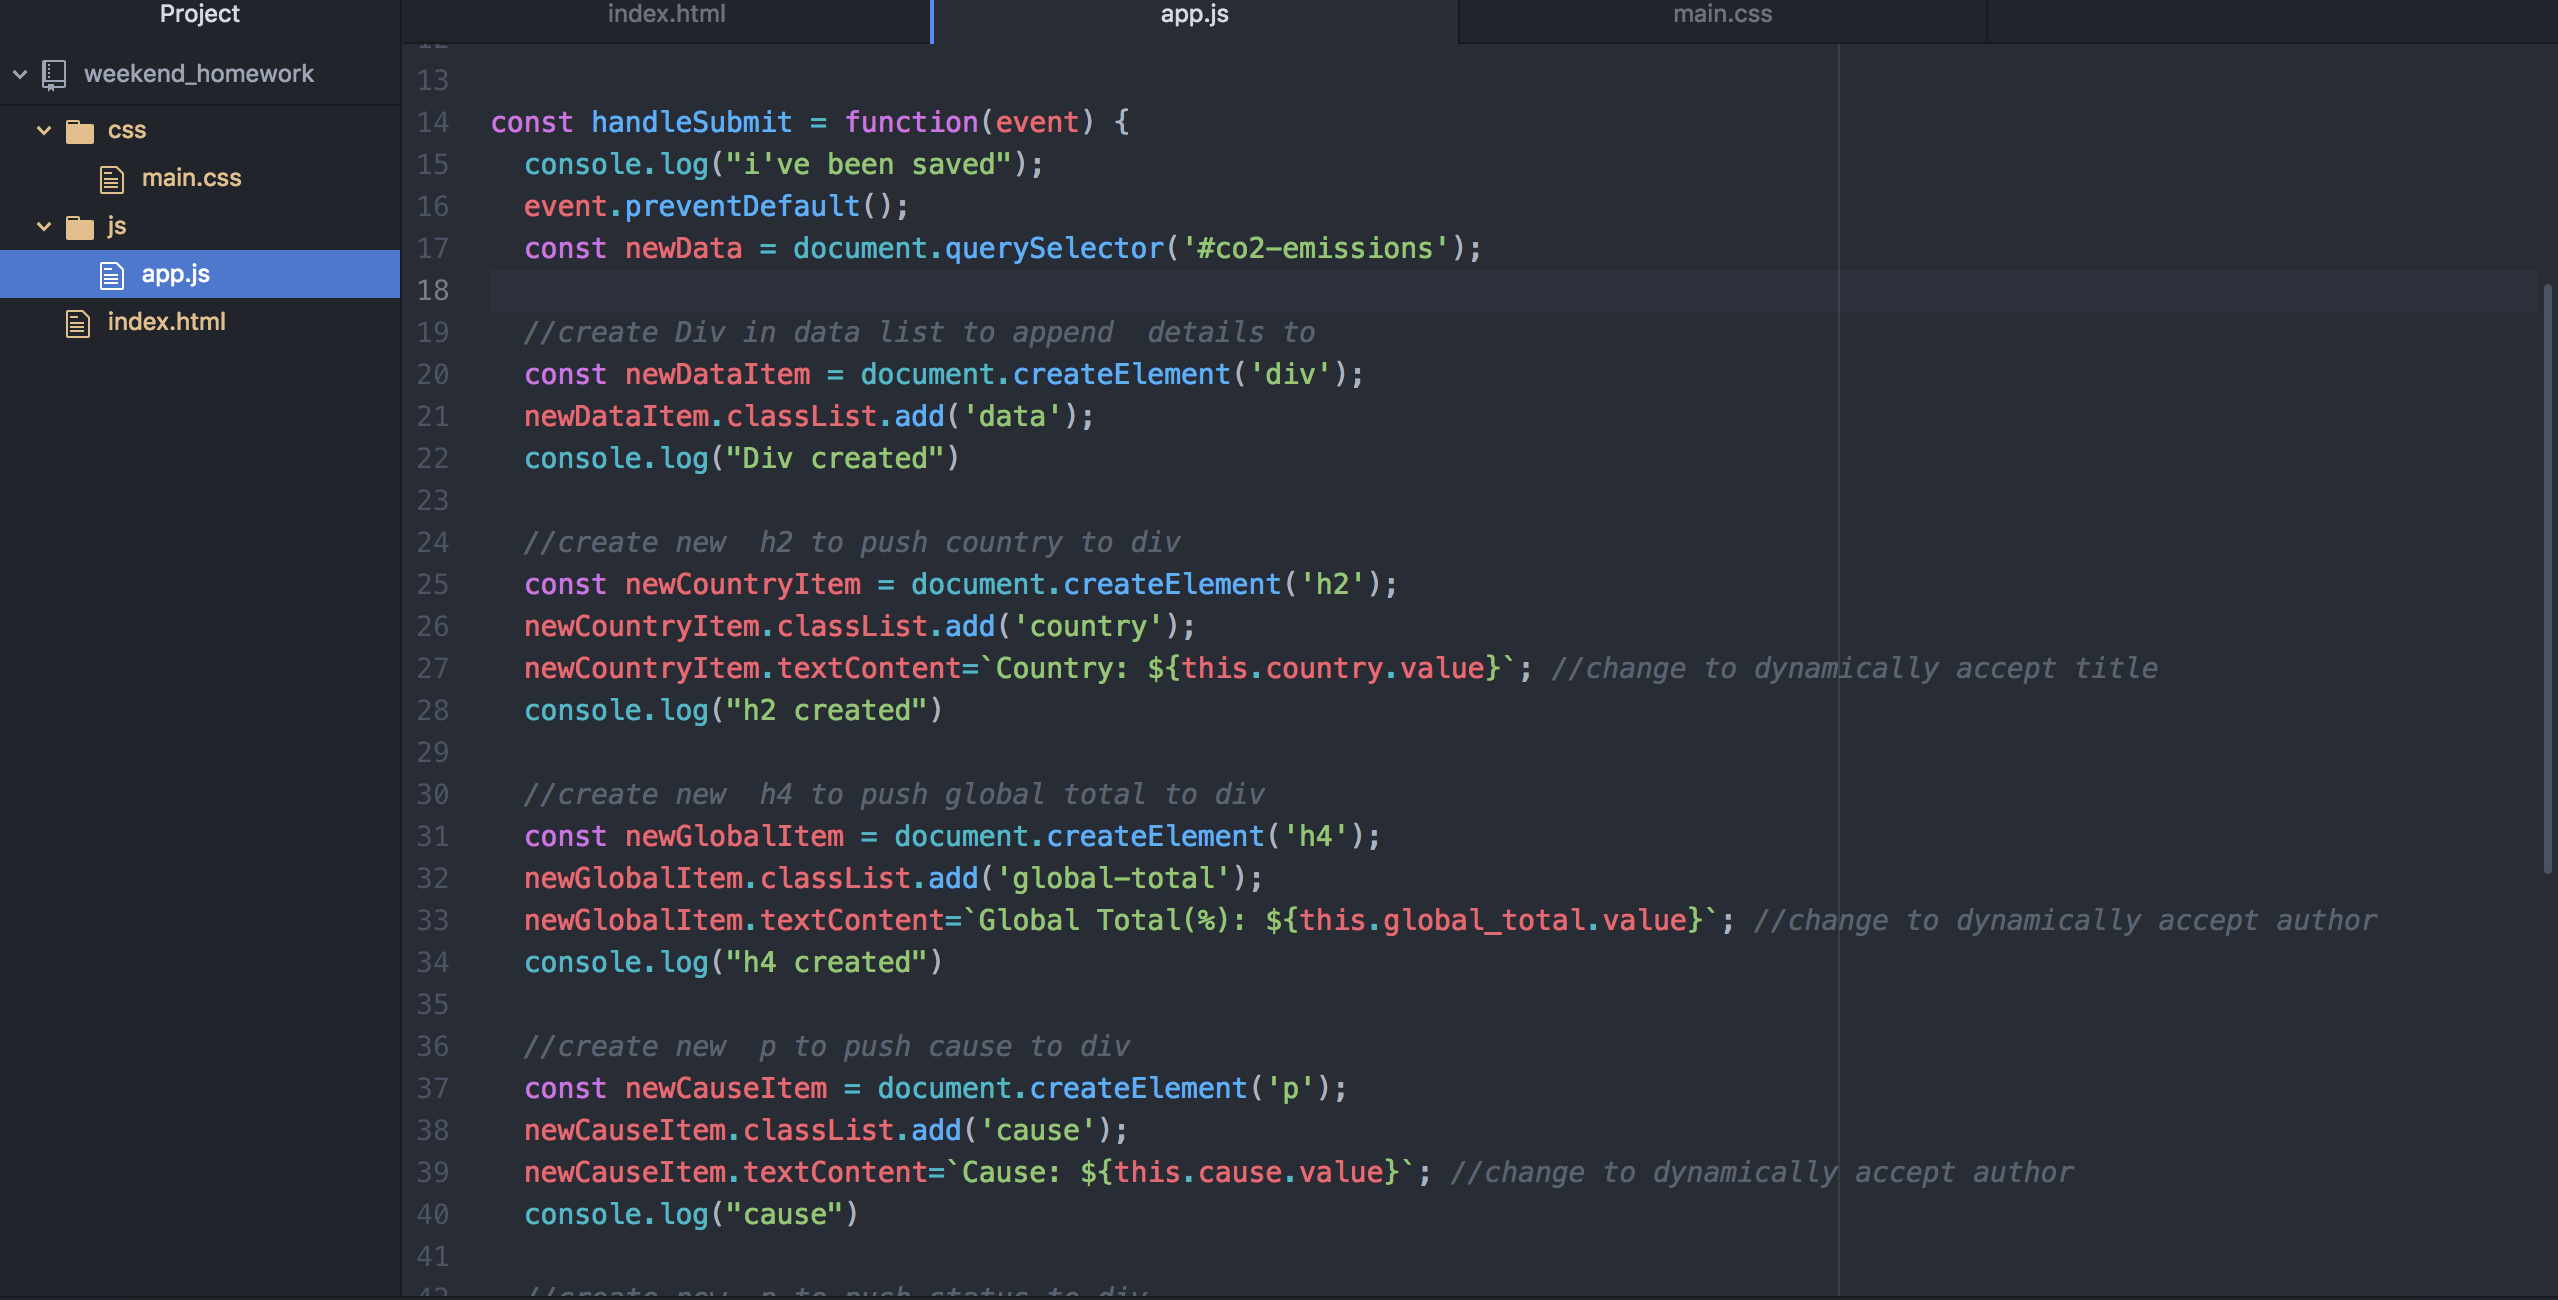 Project
index.html
app.js
main.css
weekend_homework
css
main.css
js
app.js
index.html
12
13
14 const handleSubmit = function(event) {
15 console.log("i've been saved");
16 event.preventDefault();
17 const newData = document.querySelector('#co2-emissions');
18
19 //create Div in data list to append  details to
20 const newDataItem = document.createElement('div');
21 newDataItem.classList.add('data');
22 console.log("Div created")
23
24 //create new  h2 to push country to div
25 const newCountryItem = document.createElement('h2');
26 newCountryItem.classList.add('country');
27 newCountryItem.textContent=`Country: ${this.country.value}`; //change to dynamically accept title
28 console.log("h2 created")
29
30 //create new  h4 to push global total to div
31 const newGlobalItem = document.createElement('h4');
32 newGlobalItem.classList.add('global-total');
33 newGlobalItem.textContent=`Global Total(%): ${this.global_total.value}`; //change to dynamically accept author
34 console.log("h4 created")
35
36 //create new  p to push cause to div
37 const newCauseItem = document.createElement('p');
38 newCauseItem.classList.add('cause');
39 newCauseItem.textContent=`Cause: ${this.cause.value}`; //change to dynamically accept author
40 console.log("cause")
41
42 //create new  p to push status to div